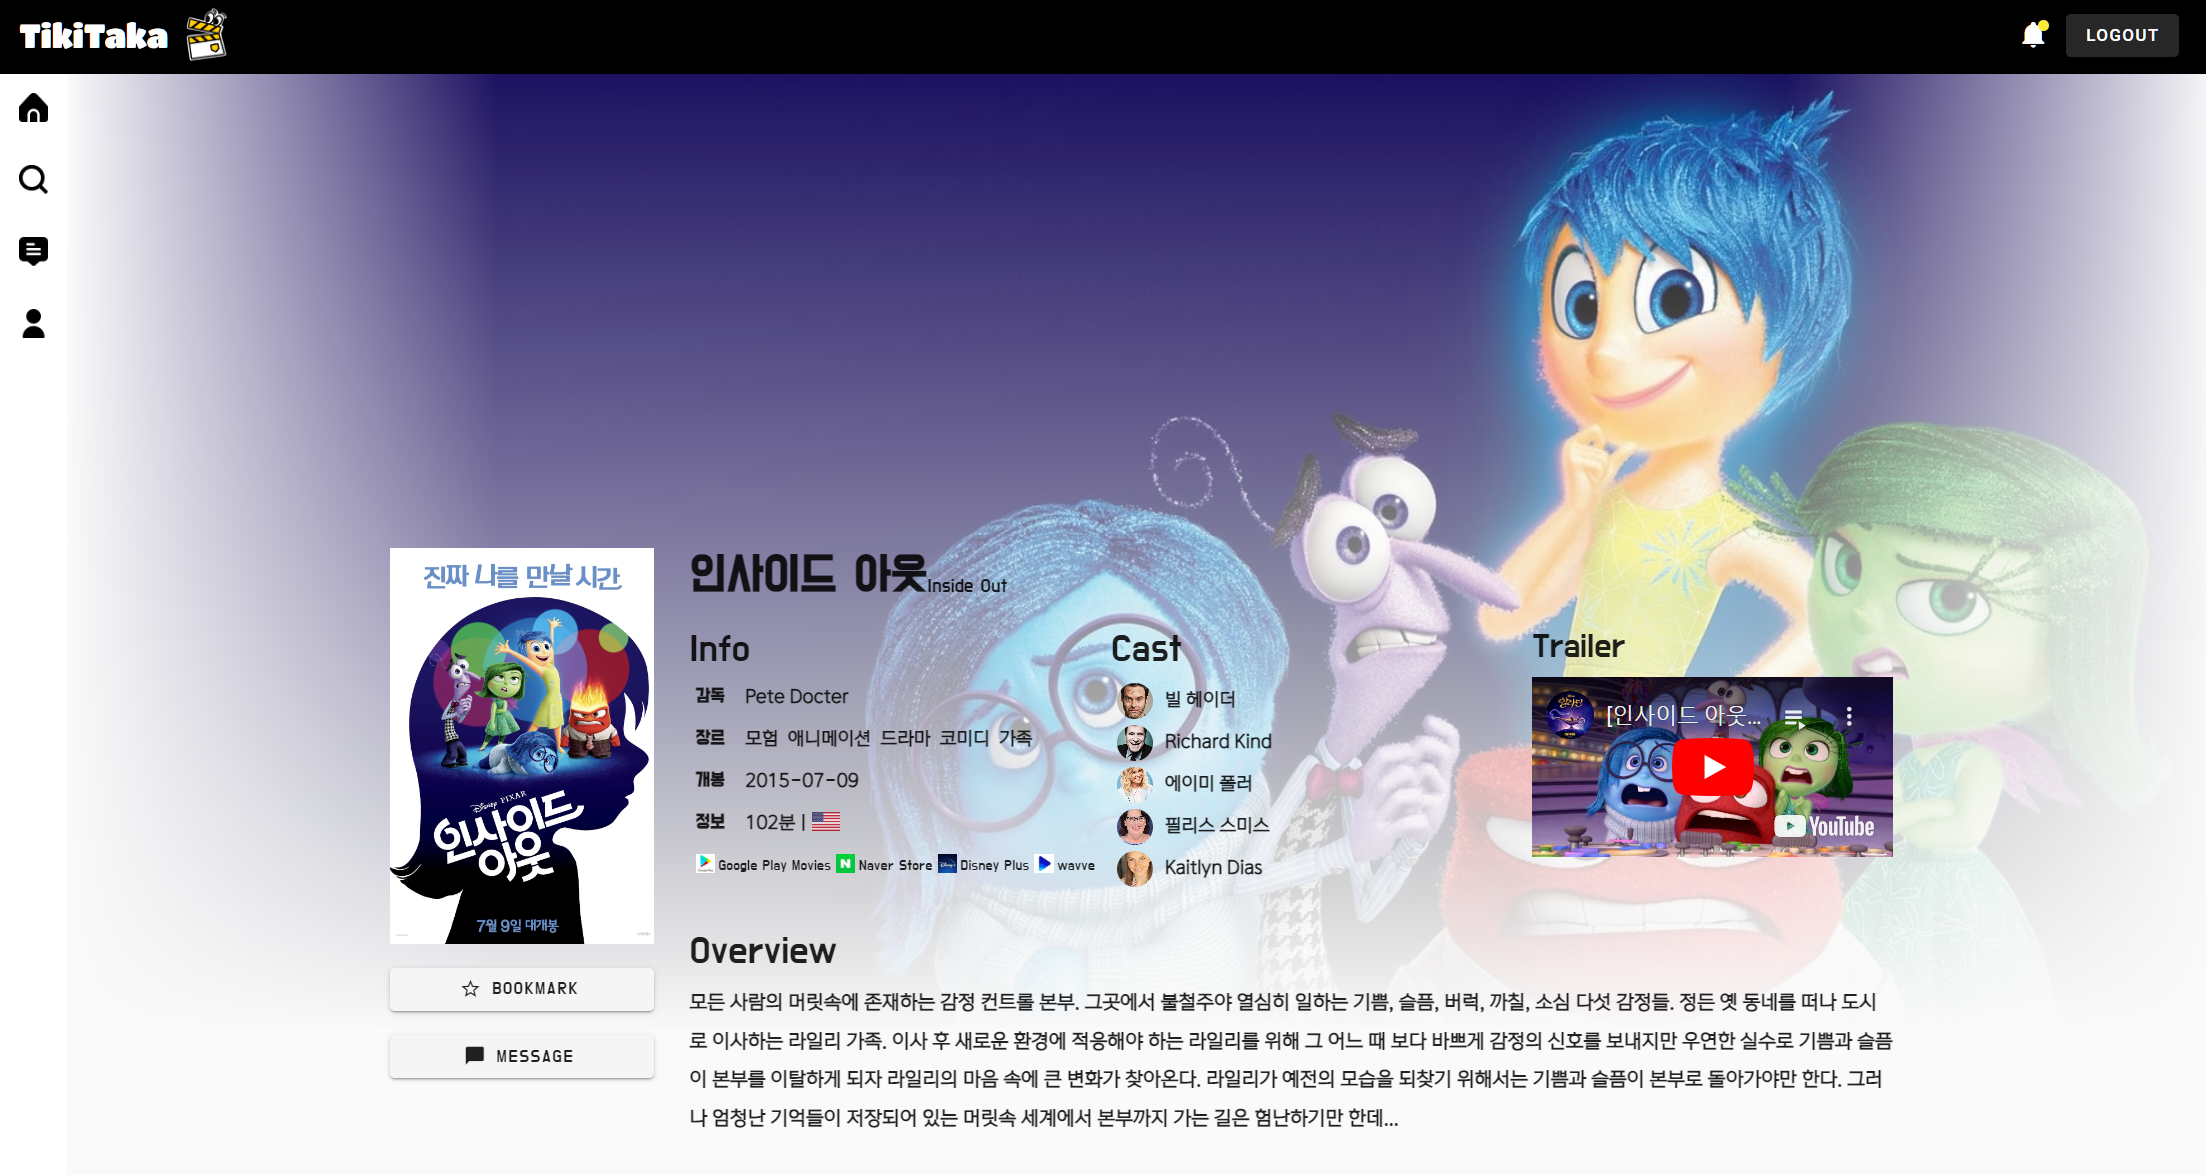 TikiTaka
LOGOUT
진짜 나를 만날 시간
Disney PIXAR
인사이드
아웃
7월 9일 대개봉
BOOKMARK
MESSAGE
인사이드 아웃 Inside Out
Info
감독 Pete Docter
장르 모험 애니메이션 드라마 코미디 가족
개봉 2015-07-09
정보 102분 |
Google Play Movies Naver Store Disney Plus wavve
Cast
빌 헤이더
Richard Kind
에이미 폴러
필리스 스미스
Kaitlyn Dias
Trailer
[인사이드 아웃...
YouTube
Overview
모든 사람의 머릿속에 존재하는 감정 컨트롤 본부. 그곳에서 불철주야 열심히 일하는 기쁨, 슬픔, 버럭, 까칠, 소심 다섯 감정들. 정든 옛 동네를 떠나 도시
로 이사하는 라일리 가족. 이사 후 새로운 환경에 적응해야 하는 라일리를 위해 그 어느 때 보다 바쁘게 감정의 신호를 보내지만 우연한 실수로 기쁨과 슬픔
이 본부를 이탈하게 되자 라일리의 마음 속에 큰 변화가 찾아온다. 라일리가 예전의 모습을 되찾기 위해서는 기쁨과 슬픔이 본부로 돌아가야만 한다. 그러
나 엄청난 기억들이 저장되어 있는 머릿속 세계에서 본부까지 가는 길은 험난하기만 한데...